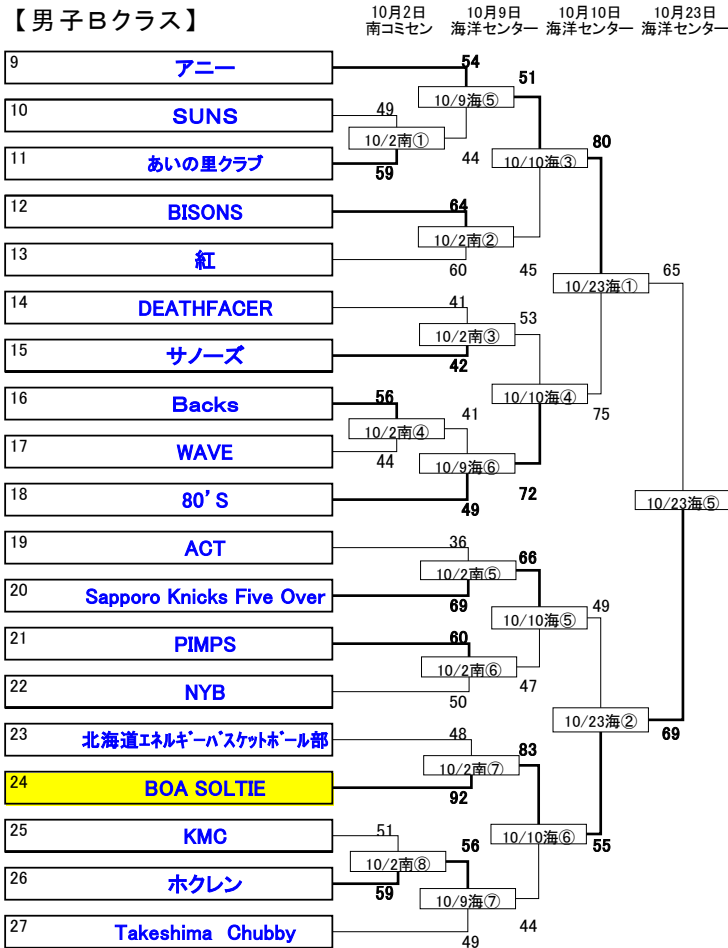 【男子Bクラス】
10月2日 10月9日 10月10日 10月23日
南コミセン 海洋センター 海洋センター 海洋センター
9 アニー
54
51
10/9海⑤
10 SUNS
49
10/2南①
44
11 あいの里クラブ
59
10/10海③
80
12 BISONS
64
10/2南②
13 紅
60
45
10/23海①
65
14 DEATHFACER
41
53
10/2南③
15 サノーズ
42
10/10海④
75
16 Backs
56
41
10/2南④
17 WAVE
44
10/9海⑥
18 80'S
49
72
10/23海⑤
19 ACT
36
66
10/2南⑤
20 Sapporo Knicks Five Over
69
49
10/10海⑤
21 PIMPS
60
10/2南⑥
47
22 NYB
50
10/23海②
69
23 北海道エネルギーバスケットボール部
48
83
10/2南⑦
24 BOA SOLTIE
92
25 KMC
51
56
10/10海⑥
55
10/2南⑧
26 ホクレン
59
10/9海⑦
44
27 Takeshima Chubby
49